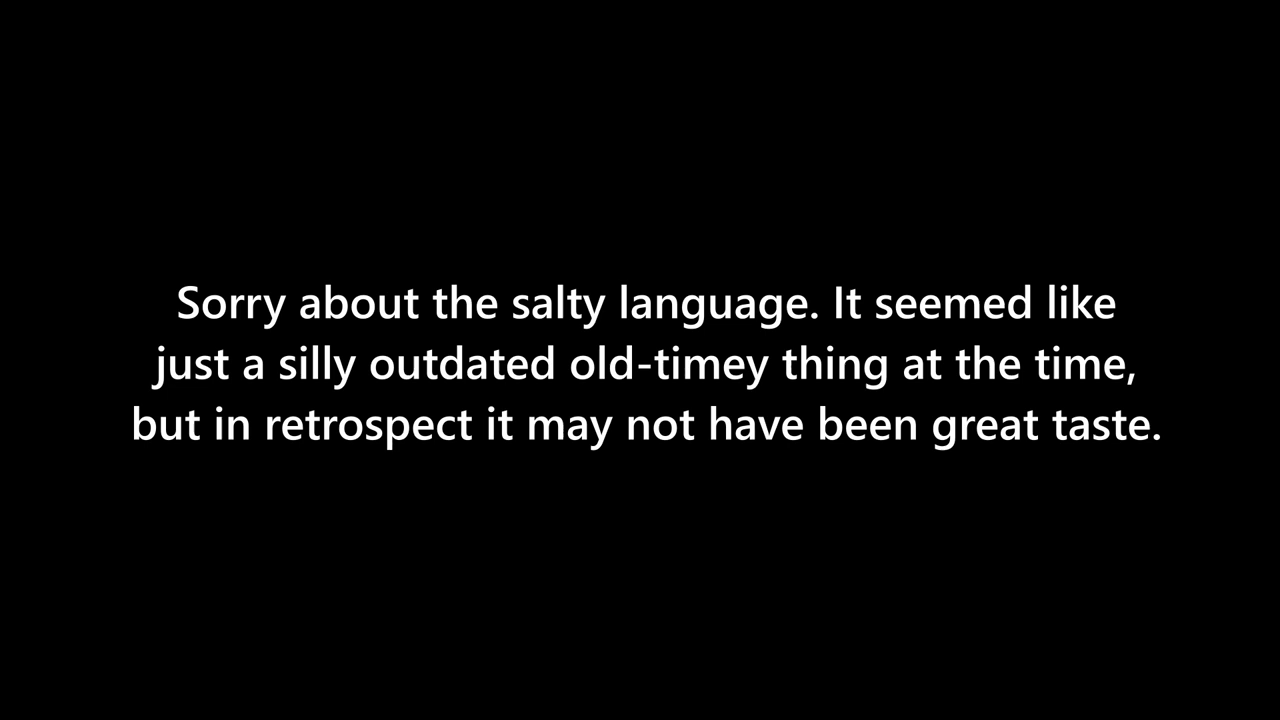 Sorry about the salty language. It seemed like
just a silly outdated old-timey thing at the time,
but in retrospect it may not have been great taste.